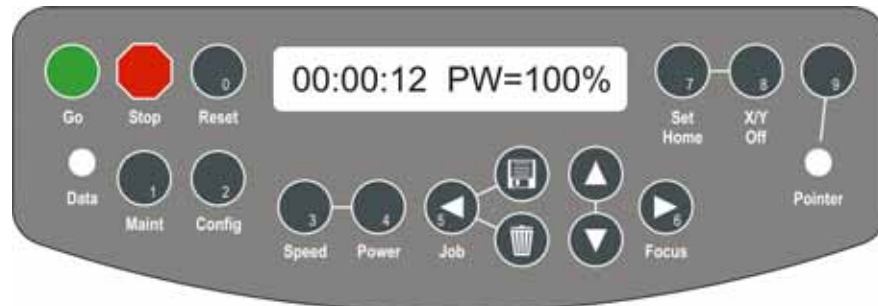 00:00:12 PW=100%
0
7
8
9
Go
Stop
Reset
Set
Home
X/Y
Off
1
2
Data
Maint
Config
Pointer
3
4
5
6
Speed
Power
Job
Focus